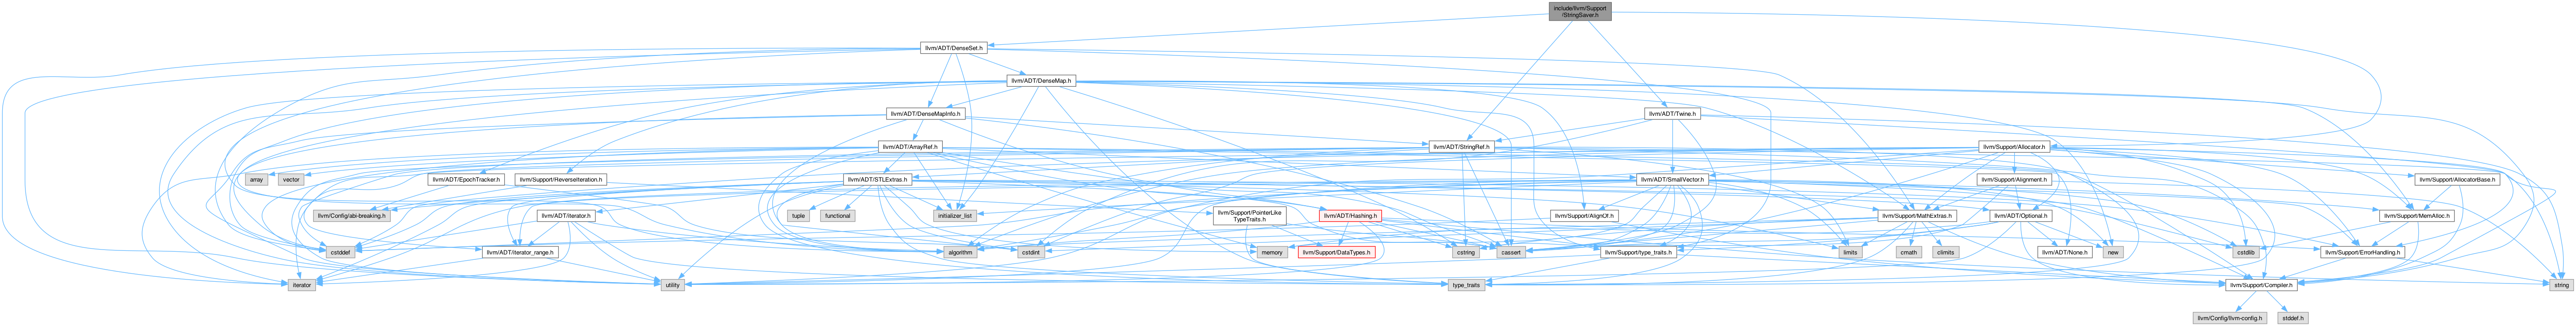 include/llvm/Support
/StringSaver.h
llvm/ADT/DenseSet.h
llvm/ADT/DenseMap.h
llvm/ADT/DenseMapInfo.h
llvm/ADT/Twine.h
llvm/ADT/ArrayRef.h
llvm/ADT/StringRef.h
llvm/Support/Allocator.h
array
vector
llvm/ADT/EpochTracker.h
llvm/Support/ReverseIteration.h
llvm/ADT/STLExtras.h
llvm/ADT/SmallVector.h
llvm/Support/Alignment.h
llvm/Support/AllocatorBase.h
llvm/Config/abi-breaking.h
llvm/ADT/iterator.h
tuple
functional
initializer_list
llvm/Support/PointerLike
TypeTraits.h
llvm/ADT/Hashing.h
llvm/Support/AlignOf.h
llvm/Support/MathExtras.h
llvm/ADT/Optional.h
llvm/Support/MemAlloc.h
cstddef
llvm/ADT/iterator_range.h
algorithm
cstdint
memory
llvm/Support/DataTypes.h
cstring
cassert
llvm/Support/type_traits.h
limits
cmath
climits
llvm/ADT/None.h
new
cstdlib
llvm/Support/ErrorHandling.h
iterator
utility
type_traits
llvm/Support/Compiler.h
string
llvm/Config/llvm-config.h
stddef.h